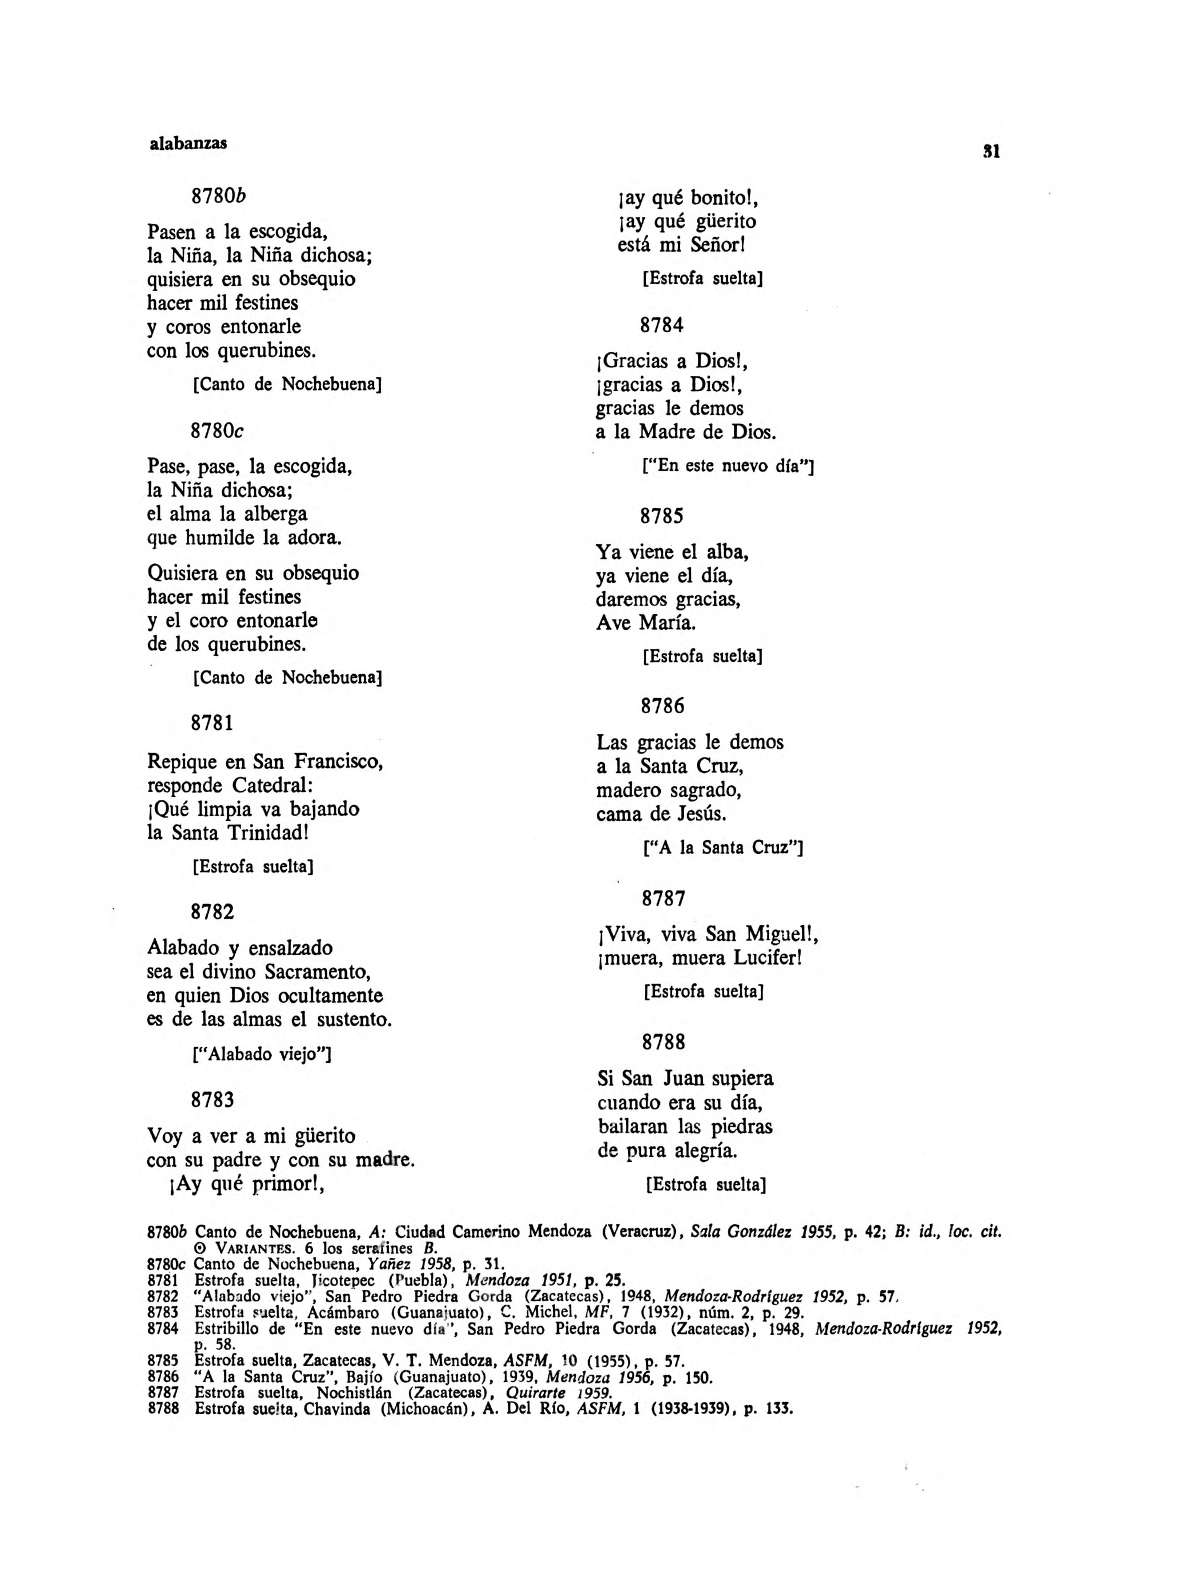 alabanzas
31
8780b
Pasen a la escogida,
la Niña, la Niña dichosa;
quisiera en su obsequio
hacer mil festines
y coros entonarle
con los querubines.
[Canto de Nochebuena]
8780c
Pase, pase, la escogida,
la Niña dichosa;
el alma la alberga
que humilde la adora.
Quisiera en su obsequio
hacer mil festines
y el coro entonarle
de los querubines.
[Canto de Nochebuena]
8781
Repique en San Francisco,
responde Catedral:
¡Qué limpia va bajando
la Santa Trinidad!
[Estrofa suelta]
8782
Alabado y ensalzado
sea el divino Sacramento,
en quien Dios ocultamente
es de las almas el sustento.
["Alabado viejo"]
8783
Voy a ver a mi güerito
con su padre y con su madre.
¡Ay qué primor!,
¡ay qué bonito!,
¡ay qué güerito
está mi Señor!
[Estrofa suelta]
8784
¡Gracias a Dios!,
¡gracias a Dios!,
gracias le demos
a la Madre de Dios.
["En este nuevo día"]
8785
Ya viene el alba,
ya viene el día,
daremos gracias,
Ave María.
[Estrofa suelta]
8786
Las gracias le demos
a la Santa Cruz,
madero sagrado,
cama de Jesús.
["A la Santa Cruz"]
8787
¡Viva, viva San Miguel!,
¡muera, muera Lucifer!
[Estrofa suelta]
8788
Si San Juan supiera
cuando era su día,
bailaran las piedras
de pura alegría.
[Estrofa suelta]
8780b Canto de Nochebuena, A: Ciudad Camerino Mendoza (Veracruz), Sala González 1955, p. 42; B: id., loc. cit.
⊙ VARIANTES. 6 los serafines B.
8780c Canto de Nochebuena, Yañez 1958, p. 31.
8781 Estrofa suelta, Jicotepec (Puebla), Mendoza 1951, p. 25.
8782 "Alabado viejo", San Pedro Piedra Gorda (Zacatecas), 1948, Mendoza-Rodríguez 1952, p. 57.
8783 Estrofa suelta, Acámbaro (Guanajuato), C. Michel, MF, 7 (1932), núm. 2, p. 29.
8784 Estribillo de "En este nuevo día", San Pedro Piedra Gorda (Zacatecas), 1948, Mendoza-Rodríguez 1952,
p. 58.
8785 Estrofa suelta, Zacatecas, V. T. Mendoza, ASFM, 10 (1955), p. 57.
8786 "A la Santa Cruz", Bajío (Guanajuato), 1939, Mendoza 1956, p. 150.
8787 Estrofa suelta, Nochistlán (Zacatecas), Quirarte 1959.
8788 Estrofa suelta, Chavinda (Michoacán), A. Del Río, ASFM, 1 (1938-1939), p. 133.